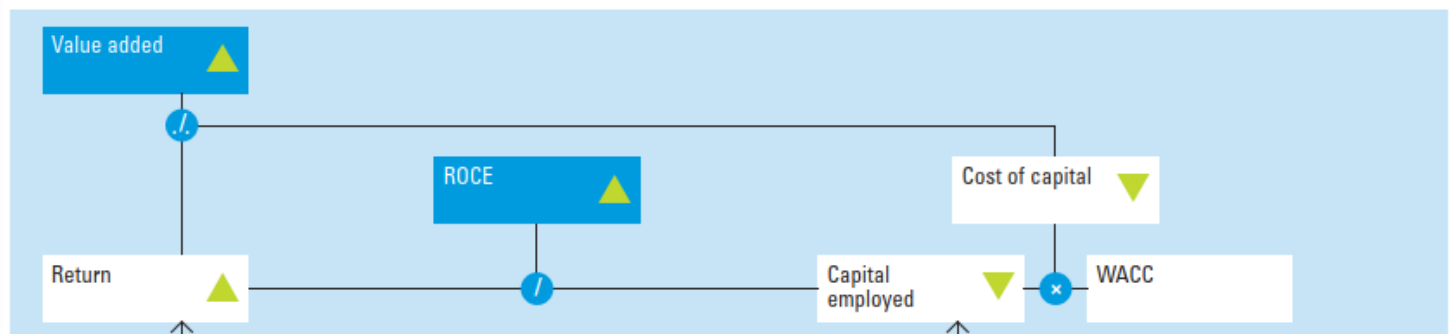 Value added
./.
ROCE
Cost of capital
Return
/
Capital
employed
×
WACC